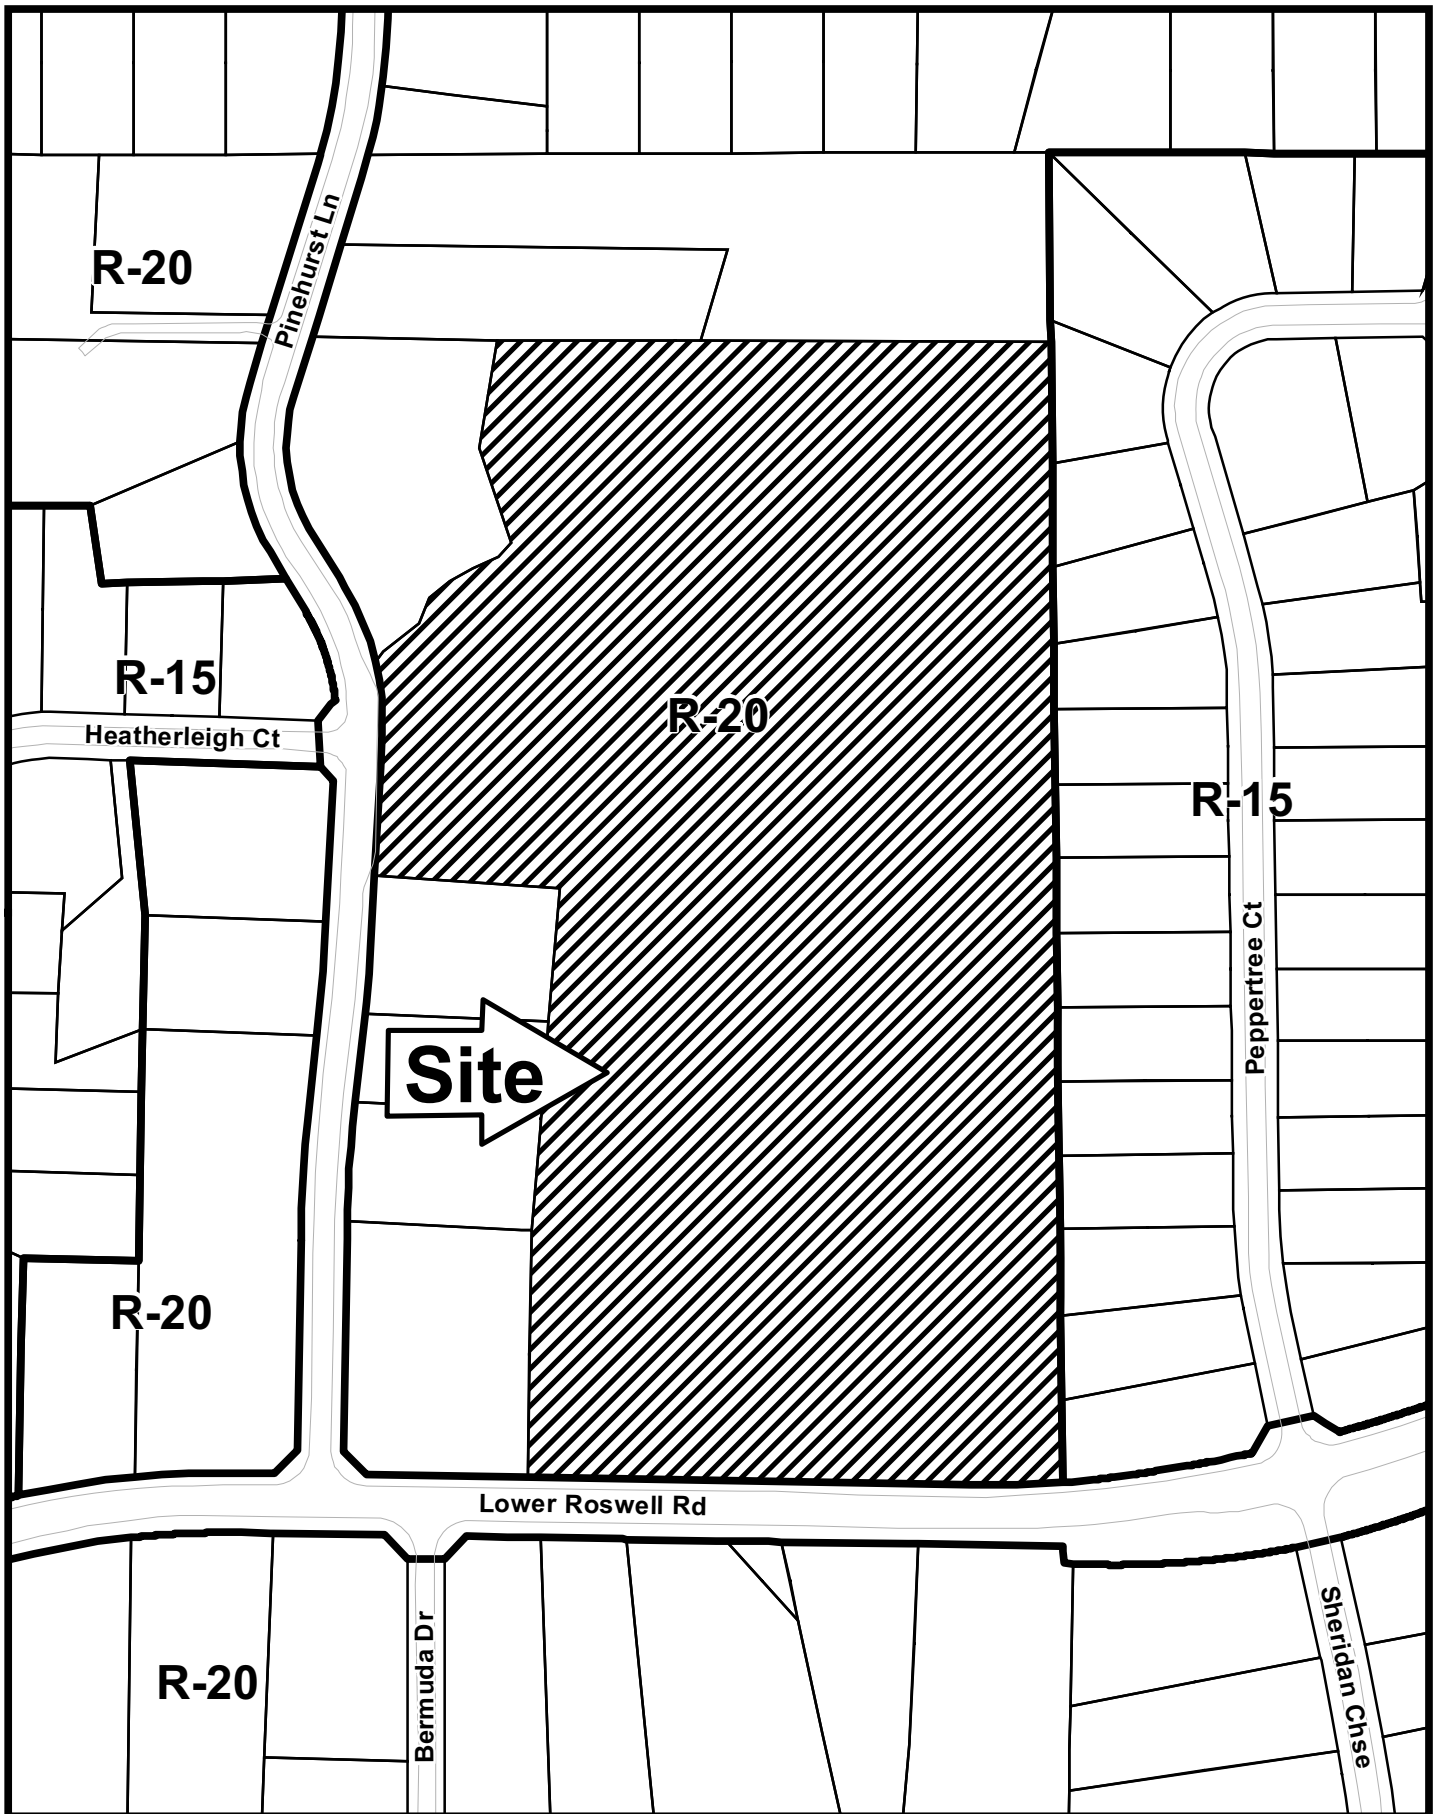 Pinehurst Ln
R-20
R-15
R-20
Heatherleigh Ct
R-15
Peppertree Ct
Site
R-20
Lower Roswell Rd
Bermuda Dr
Sheridan Chse
R-20